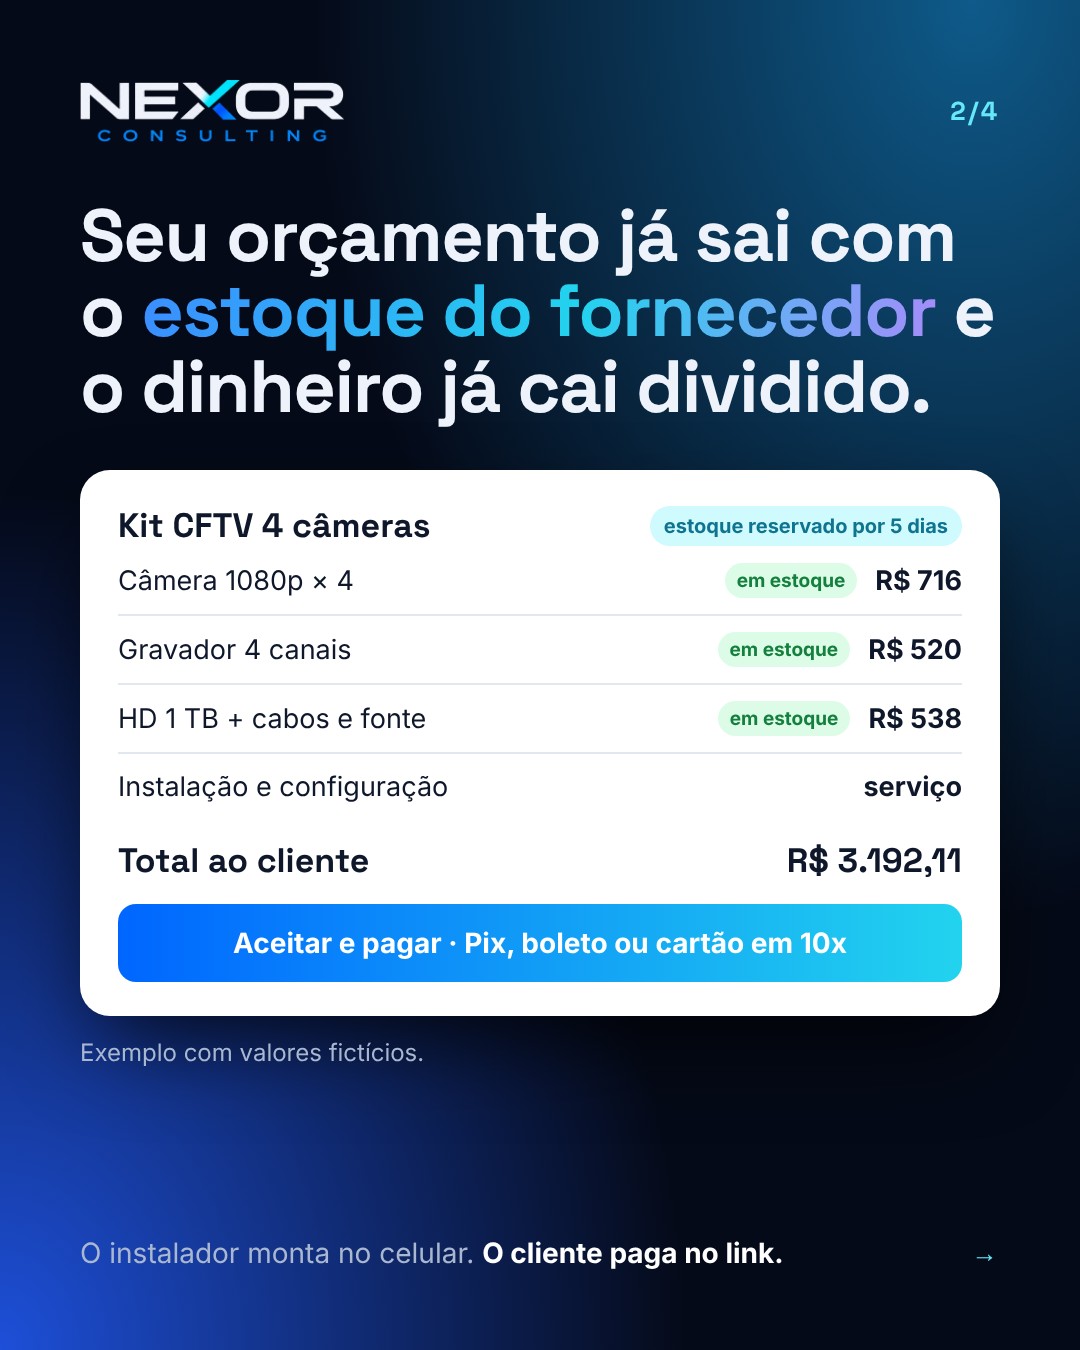 NEXOR
CONSULTING
2/4
Seu orçamento já sai com
o estoque do fornecedor e
o dinheiro já cai dividido.
Kit CFTV 4 câmeras
estoque reservado por 5 dias
Câmera 1080p × 4
em estoque
R$ 716
Gravador 4 canais
em estoque
R$ 520
HD 1 TB + cabos e fonte
em estoque
R$ 538
Instalação e configuração
serviço
Total ao cliente
R$ 3.192,11
Aceitar e pagar · Pix, boleto ou cartão em 10x
Exemplo com valores fictícios.
O instalador monta no celular. O cliente paga no link.
→